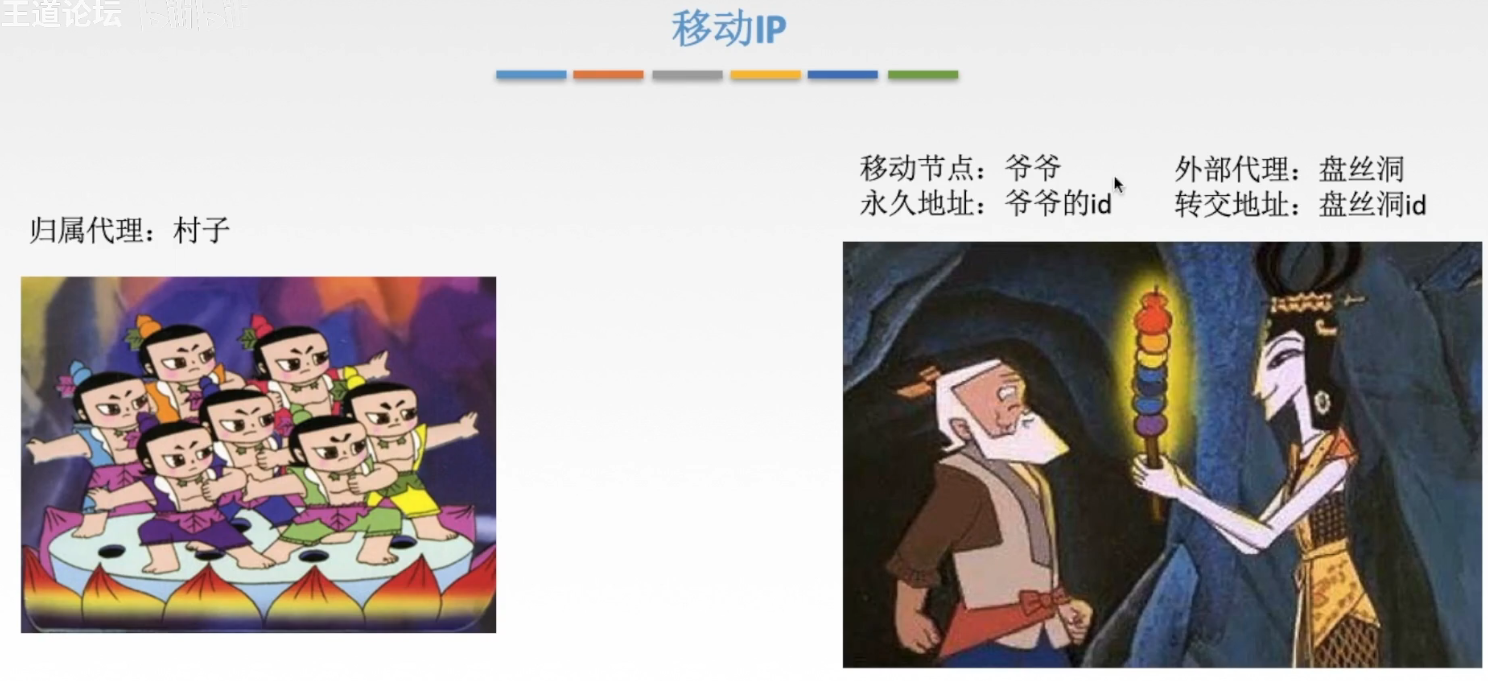 王道论坛
移动IP
移动节点：爷爷
永久地址：爷爷的id
外部代理：盘丝洞
转交地址：盘丝洞id
归属代理：村子